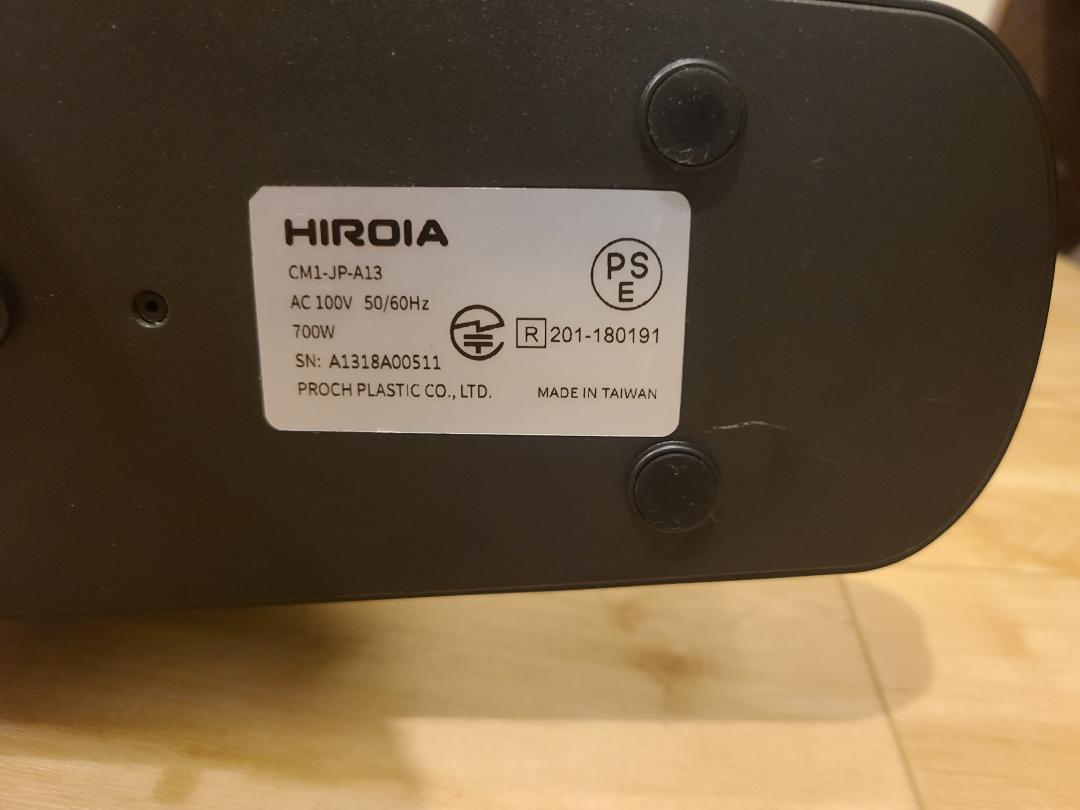 HIROIA
CM1-JP-A13
AC 100V 50/60Hz
700W
SN: A1318A00511
PROCH PLASTIC CO., LTD.
PS
E
R 201-180191
MADE IN TAIWAN